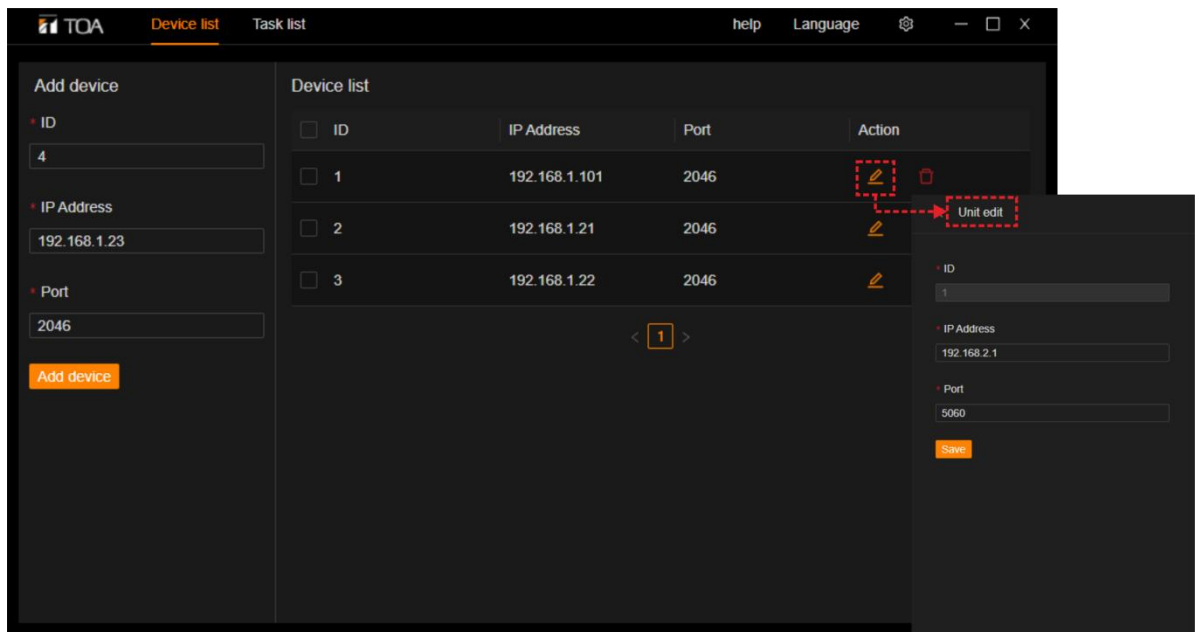 TOA Device list Task list help Language
Add device
* ID
4
* IP Address
192.168.1.23
* Port
2046
Add device
Device list
ID IP Address Port Action
1 192.168.1.101 2046
2 192.168.1.21 2046
3 192.168.1.22 2046
< 1 >
Unit edit
* ID
1
* IP Address
192.168.2.1
* Port
5060
Save